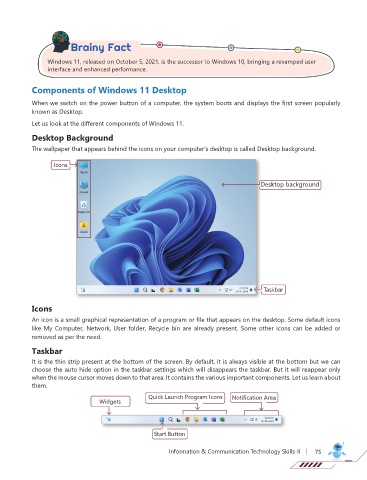 Brainy Fact
Windows 11, released on October 5, 2021, is the successor to Windows 10, bringing a revamped user
interface and enhanced performance.
Components of Windows 11 Desktop
When we switch on the power button of a computer, the system boots and displays the first screen popularly
known as Desktop.
Let us look at the different components of Windows 11.
Desktop Background
The wallpaper that appears behind the icons on your computer's desktop is called Desktop background.
Icons
Desktop background
Taskbar
Icons
An icon is a small graphical representation of a program or file that appears on the desktop. Some default icons
like My Computer, Network, User folder, Recycle bin are already present. Some other icons can be added or
removed as per the need.
Taskbar
It is the thin strip present at the bottom of the screen. By default, it is always visible at the bottom but we can
choose the auto hide option in the taskbar settings which will disappears the taskbar. But it will reappear only
when the mouse cursor moves down to that area. It contains the various important components. Let us learn about
them.
Widgets
Quick Launch Program Icons
Notification Area
Start Button
Information & Communication Technology Skills-II
75